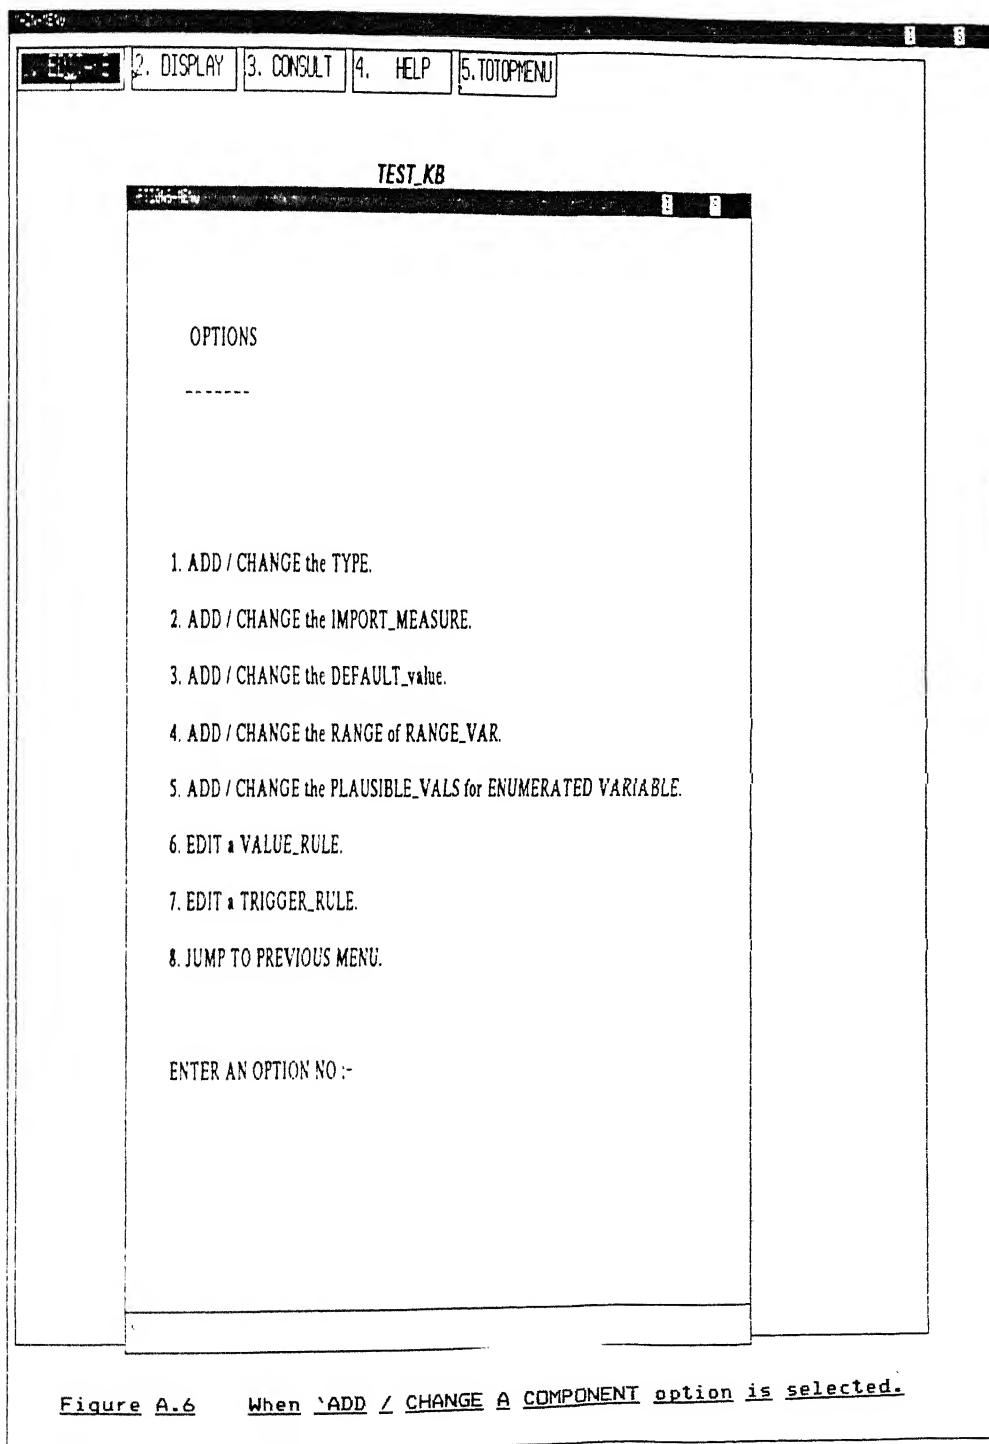 2. DISPLAY 3. CONSULT 4. HELP 5.TOTOPMENU
TEST_KB
OPTIONS
-------
1. ADD / CHANGE the TYPE.
2. ADD / CHANGE the IMPORT_MEASURE.
3. ADD / CHANGE the DEFAULT_value.
4. ADD / CHANGE the RANGE of RANGE_VAR.
5. ADD / CHANGE the PLAUSIBLE_VALS for ENUMERATED VARIABLE.
6. EDIT a VALUE_RULE.
7. EDIT a TRIGGER_RULE.
8. JUMP TO PREVIOUS MENU.
ENTER AN OPTION NO :-
Figure A.6 When `ADD / CHANGE A COMPONENT option is selected.